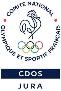 COMITÉ NATIONAL
OLYMPIQUE ET SPORTIF FRANÇAIS
CDOS
JURA